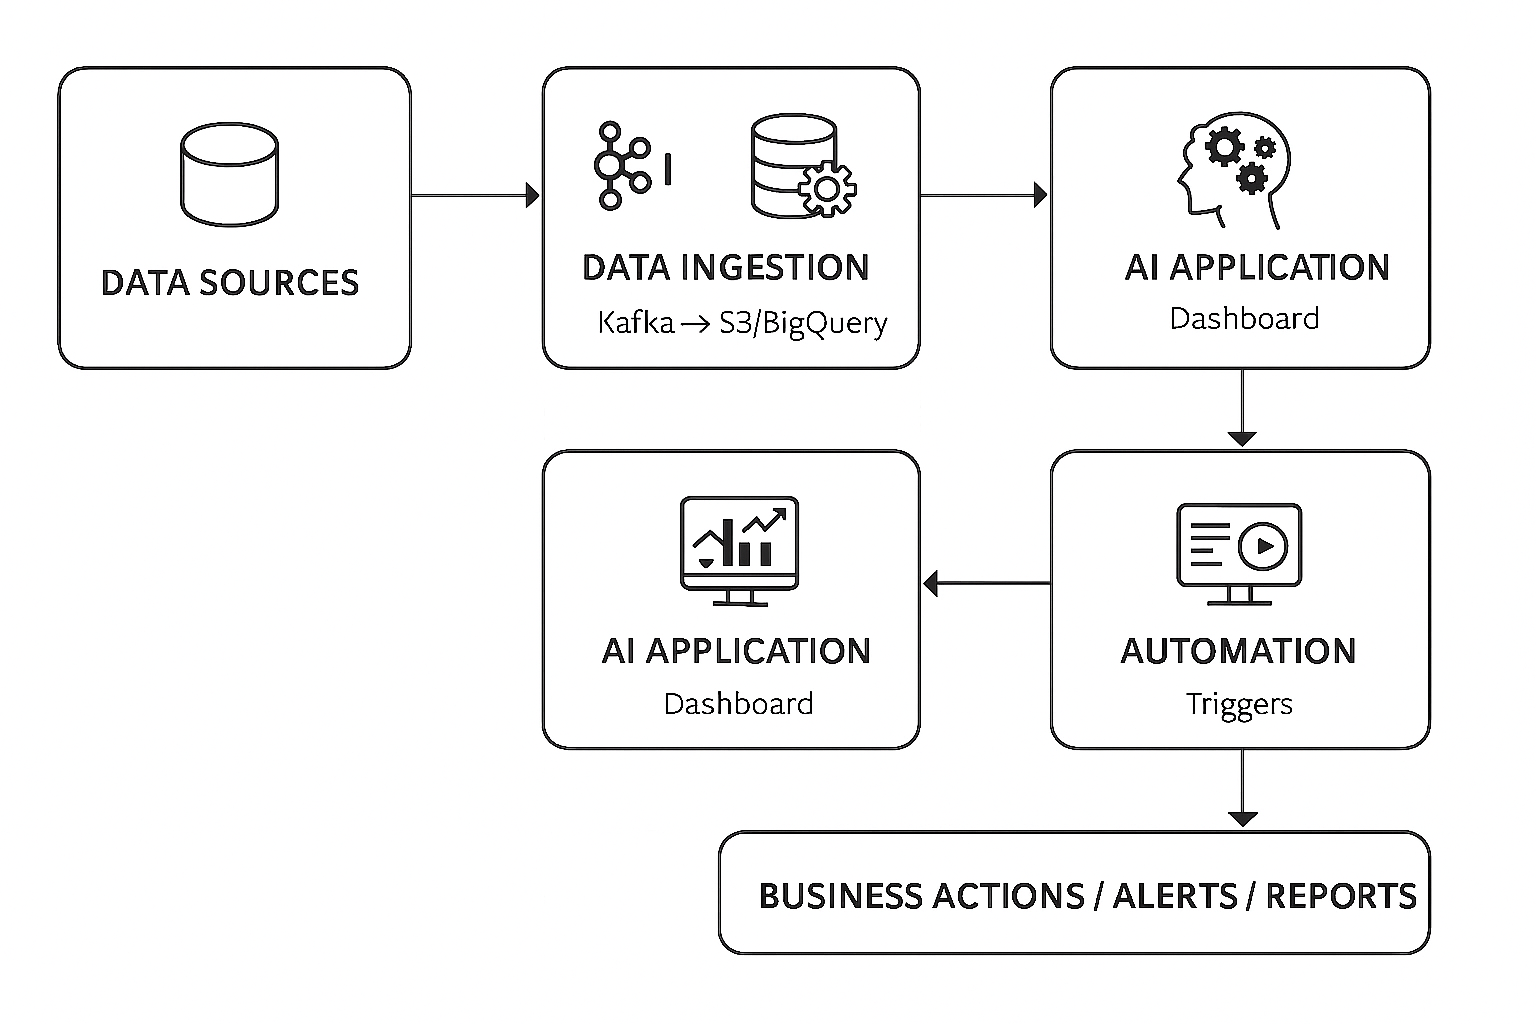 DATA SOURCES
DATA INGESTION
Kafka → S3/BigQuery
AI APPLICATION
Dashboard
AI APPLICATION
Dashboard
AUTOMATION
Triggers
BUSINESS ACTIONS / ALERTS / REPORTS